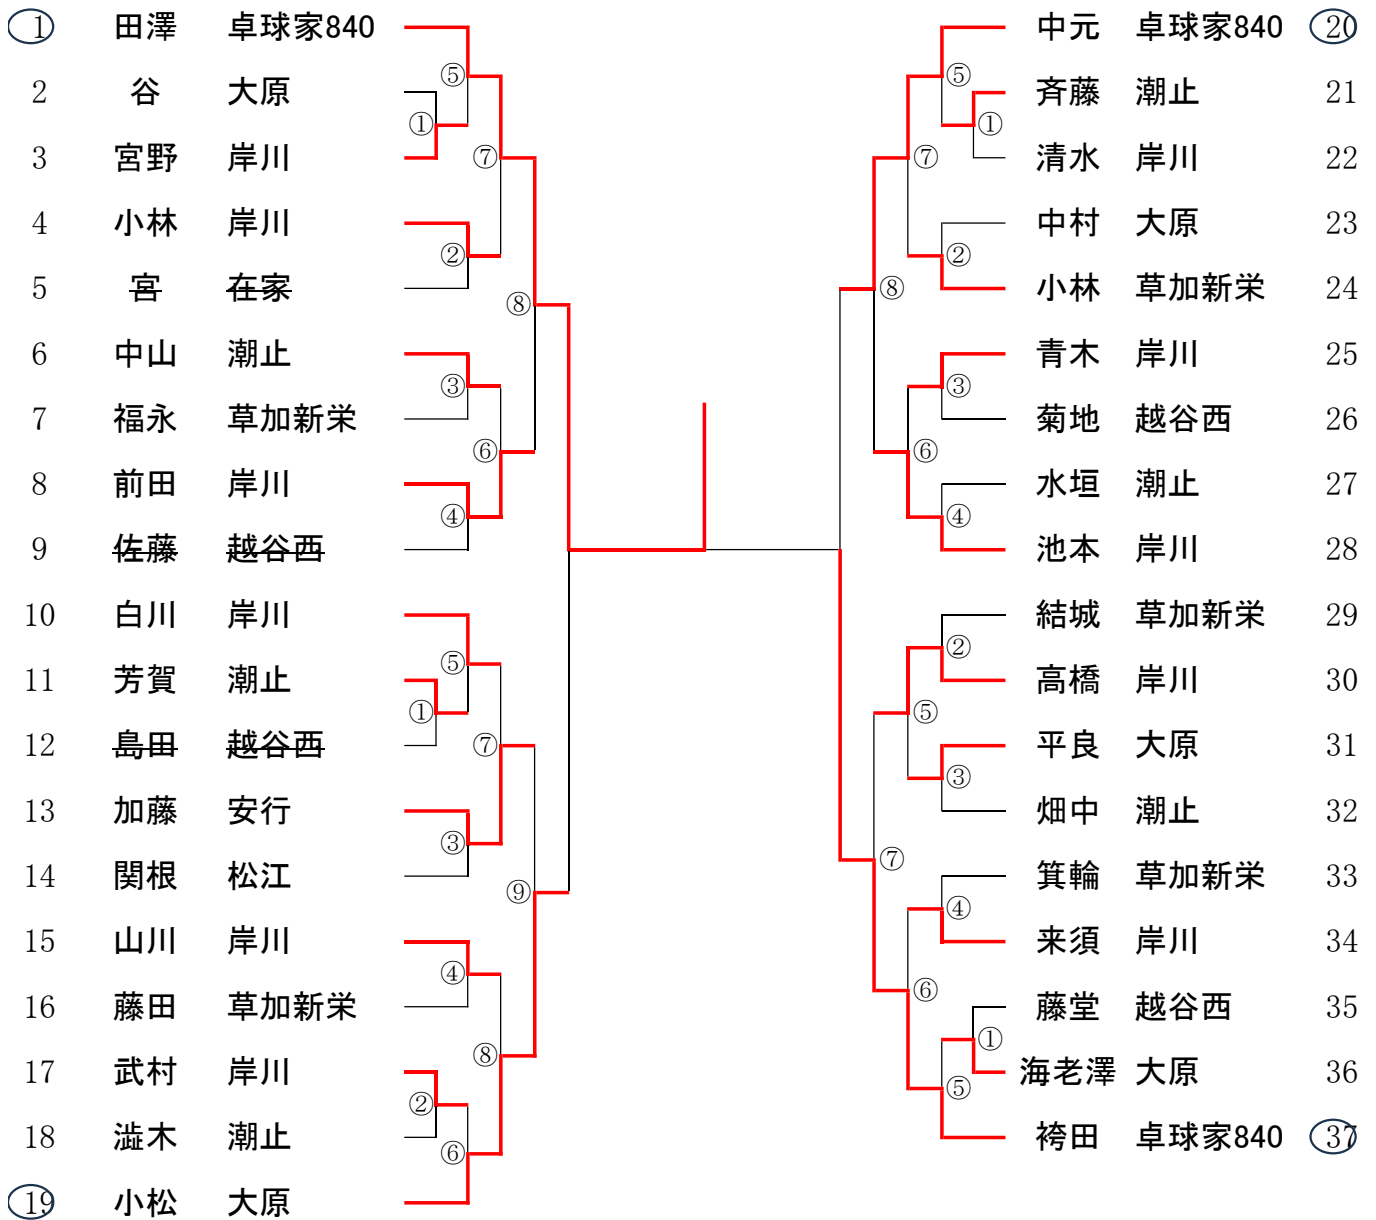 1 田澤 卓球家840
2 谷 大原
3 宮野 岸川
4 小林 岸川
5 宮 在家
6 中山 潮止
7 福永 草加新栄
8 前田 岸川
9 佐藤 越谷西
10 白川 岸川
11 芳賀 潮止
12 島田 越谷西
13 加藤 安行
14 関根 松江
15 山川 岸川
16 藤田 草加新栄
17 武村 岸川
18 澁木 潮止
19 小松 大原
⑤
①
⑦
②
⑧
③
⑥
④
⑤
①
⑦
③
⑨
④
⑧
②
⑥
中元 卓球家840 20
斉藤 潮止 21
清水 岸川 22
中村 大原 23
小林 草加新栄 24
青木 岸川 25
菊地 越谷西 26
水垣 潮止 27
池本 岸川 28
結城 草加新栄 29
高橋 岸川 30
平良 大原 31
畑中 潮止 32
箕輪 草加新栄 33
来須 岸川 34
藤堂 越谷西 35
海老澤 大原 36
袴田 卓球家840 37
⑤
①
⑦
②
⑧
③
⑥
④
②
⑤
③
⑦
④
⑥
①
⑤